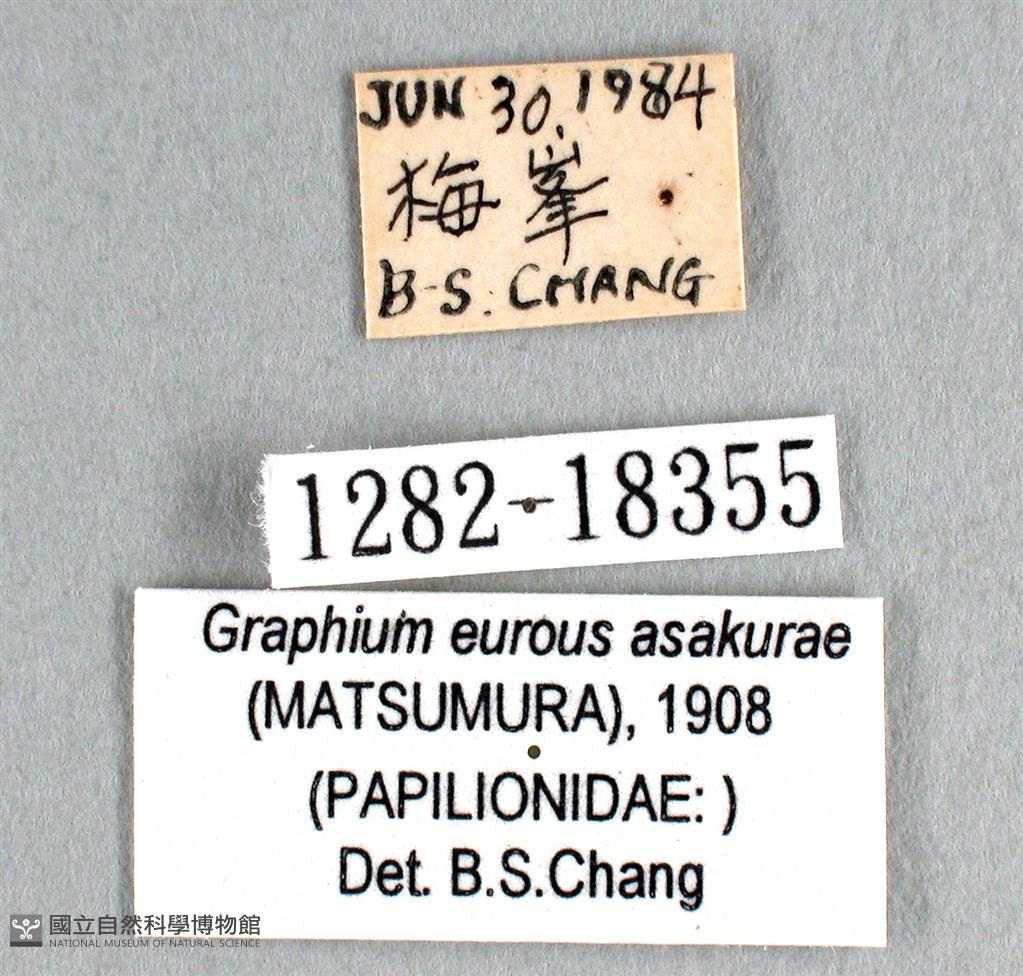 JUN 30, 1984
梅峯
B-S. CHANG
1282-18355
Graphium eurous asakurae
(MATSUMURA), 1908
(PAPILIONIDAE: )
Det. B.S.Chang
國立自然科學博物館
NATIONAL MUSEUM OF NATURAL SCIENCE